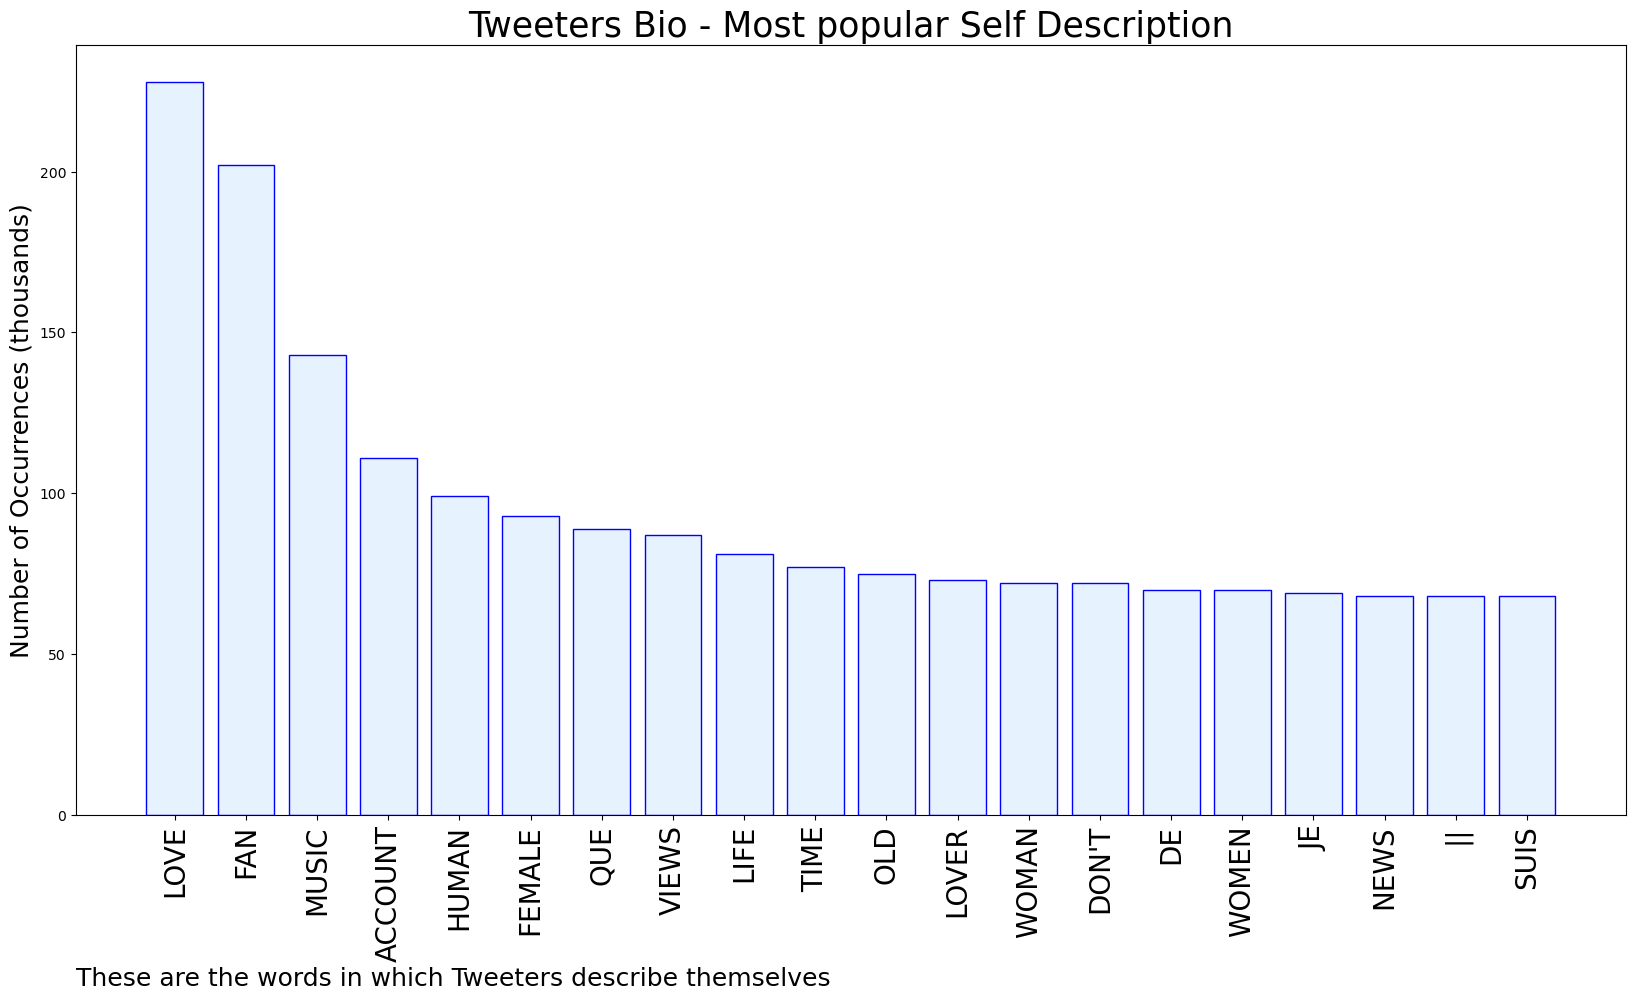 Tweeters Bio - Most popular Self Description
Number of Occurrences (thousands)
200
150
100
50
0
LOVE
FAN
MUSIC
ACCOUNT
HUMAN
FEMALE
QUE
VIEWS
LIFE
TIME
OLD
LOVER
WOMAN
DON'T
DE
WOMEN
JE
NEWS
||
SUIS
These are the words in which Tweeters describe themselves